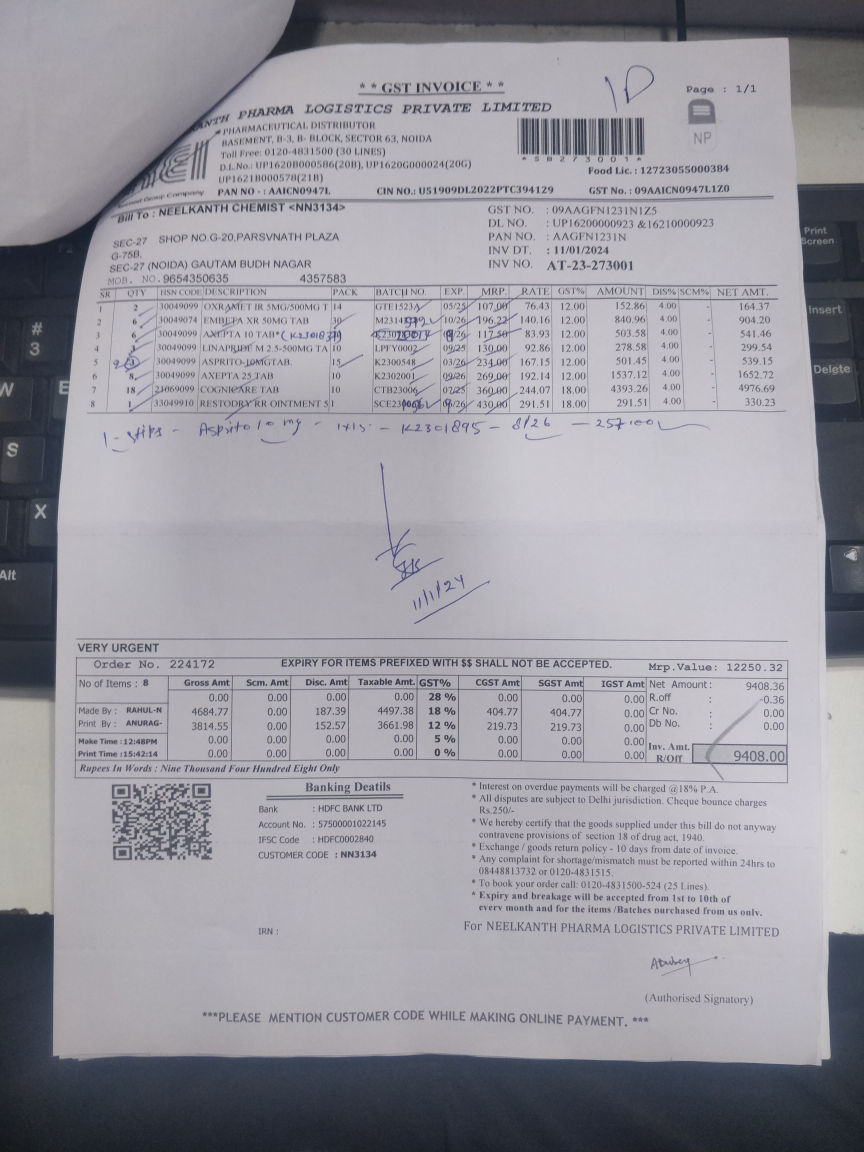 * * GST INVOICE * *
Page : 1/1
PHARMA LOGISTICS PRIVATE LIMITED
PHARMACEUTICAL DISTRIBUTOR
BASEMENT, B-3, B- BLOCK, SECTOR 63, NOIDA
Toll Free: 0120-4831500 (30 LINES)
D.L.No.: UP1620B000586(20B), UP1620G000024(20G)
UP1621B000578(21B)
NP
*SB273001*
Food Lic. : 12723055000384
PAN NO - : AAICN0947L CIN NO.: U51909DL2022PTC394129 GST No. : 09AAICN0947L1Z0
Bill To : NEELKANTH CHEMIST <NN3134>
SEC-27 SHOP NO.G-20,PARSVNATH PLAZA
G-75B,
SEC-27 (NOIDA) GAUTAM BUDH NAGAR
MOB. NO. 9654350635 4357583
GST NO. : 09AAGFN1231N1Z5
DL NO. : UP16200000923 &16210000923
PAN NO. : AAGFN1231N
INV DT. : 11/01/2024
INV NO. AT-23-273001
SR QTY HSN CODE DESCRIPTION PACK BATCH NO. EXP MRP RATE GST% AMOUNT DIS% SCM% NET AMT.
1 2 30049099 OXRAMET IR 5MG/500MG T 14 GTE1523A 05/25 107.00 76.43 12.00 152.86 4.00 - 164.37
2 6 30049074 EMBETA XR 50MG TAB 30 10/26 196.22 140.16 12.00 840.96 4.00 - 904.20
3 6 30049099 AXEPTA 10 TAB 117.50 83.93 12.00 503.58 4.00 - 541.46
4 3 30049099 LINAPRIDE M 2.5-500MG TA 10 LPFY0002 09/25 130.00 92.86 12.00 278.58 4.00 - 299.54
5 30049099 ASPRITO-10MGTAB. 15 K2300548 03/26 234.00 167.15 12.00 501.45 4.00 - 539.15
6 8 30049099 AXEPTA 25 TAB 10 K2302001 09/26 269.00 192.14 12.00 1537.12 4.00 - 1652.72
7 18 21069099 COGNICARE TAB 10 CTB23006 07/25 360.00 244.07 18.00 4393.26 4.00 - 4976.69
8 1 33049910 RESTODRY RR OINTMENT 5 1 430.00 291.51 18.00 291.51 4.00 - 330.23
1 - Strips - Asprito 10 mg - 1x15 - K2301895 - 8/26 - 257.00
11/1/24
VERY URGENT
Order No. 224172 EXPIRY FOR ITEMS PREFIXED WITH $$ SHALL NOT BE ACCEPTED. Mrp.Value: 12250.32
No of Items : 8 Gross Amt Scm. Amt Disc. Amt Taxable Amt. GST% CGST Amt SGST Amt IGST Amt Net Amount : 9408.36
0.00 0.00 0.00 0.00 28 % 0.00 0.00 0.00 R.off : -0.36
Made By : RAHUL-N 4684.77 0.00 187.39 4497.38 18 % 404.77 404.77 0.00 Cr No. : 0.00
Print By : ANURAG- 3814.55 0.00 152.57 3661.98 12 % 219.73 219.73 0.00 Db No. : 0.00
Make Time :12:48PM 0.00 0.00 0.00 0.00 5 % 0.00 0.00 0.00
Print Time :15:42:14 0.00 0.00 0.00 0.00 0 % 0.00 0.00 0.00 Inv. Amt. R/Off 9408.00
Rupees In Words : Nine Thousand Four Hundred Eight Only
Banking Deatils
Bank : HDFC BANK LTD
Account No. : 57500001022145
IFSC Code : HDFC0002840
CUSTOMER CODE : NN3134
IRN :
* Interest on overdue payments will be charged @18% P.A.
* All disputes are subject to Delhi jurisdiction. Cheque bounce charges
Rs.250/-
* We hereby certify that the goods supplied under this bill do not anyway
contravene provisions of section 18 of drug act, 1940.
* Exchange / goods return policy - 10 days from date of invoice.
* Any complaint for shortage/mismatch must be reported within 24hrs to
08448813732 or 0120-4831515.
* To book your order call: 0120-4831500-524 (25 Lines).
* Expiry and breakage will be accepted from 1st to 10th of
every month and for the items /Batches purchased from us only.
For NEELKANTH PHARMA LOGISTICS PRIVATE LIMITED
(Authorised Signatory)
***PLEASE MENTION CUSTOMER CODE WHILE MAKING ONLINE PAYMENT. ***
#
3
W
E
S
X
Alt
Print
Screen
Insert
Delete